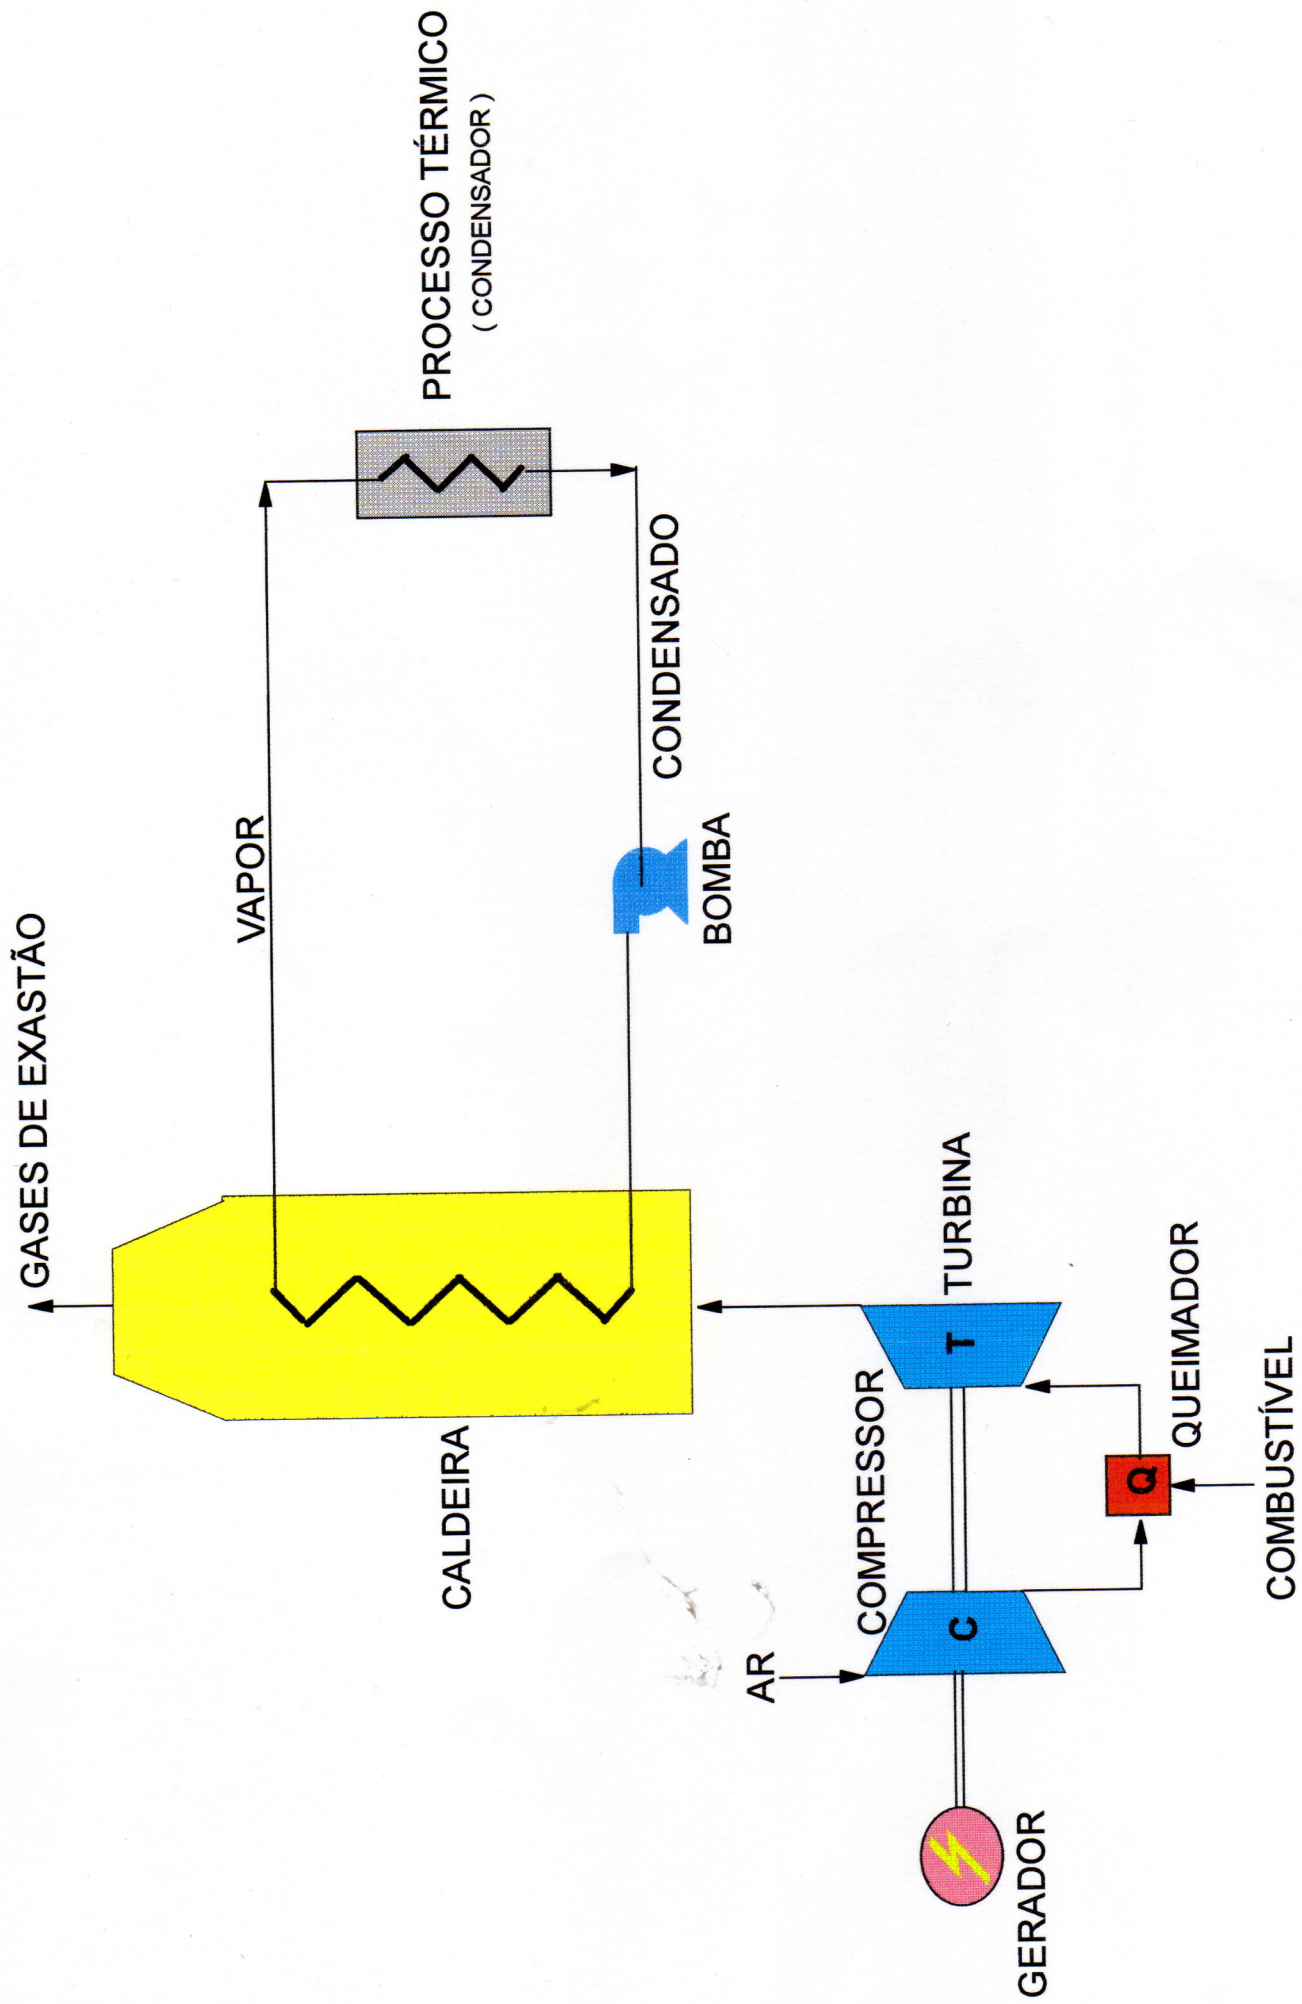 GASES DE EXASTÃO
VAPOR
PROCESSO TÉRMICO
( CONDENSADOR )
CALDEIRA
CONDENSADO
BOMBA
AR
COMPRESSOR
TURBINA
C
T
GERADOR
Q
QUEIMADOR
COMBUSTÍVEL